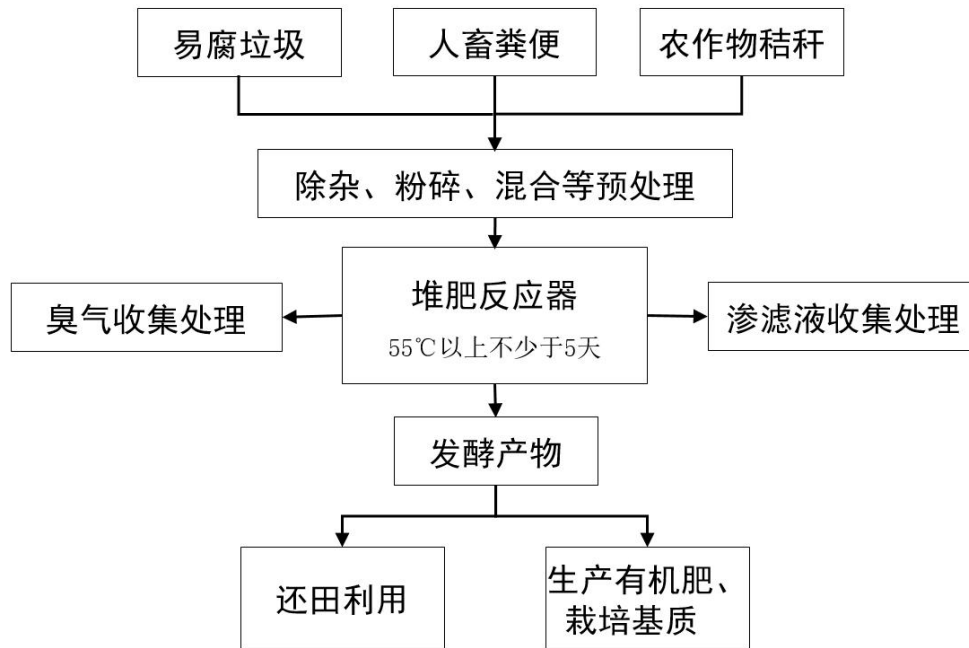 易腐垃圾
人畜粪便
农作物秸秆
除杂、粉碎、混合等预处理
堆肥反应器
55℃以上不少于5天
臭气收集处理
渗滤液收集处理
发酵产物
还田利用
生产有机肥、
栽培基质